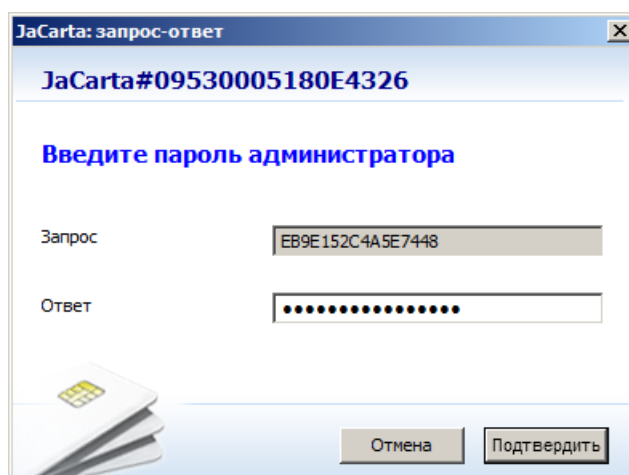 JaCarta: запрос-ответ
JaCarta#09530005180E4326
Введите пароль администратора
Запрос
EB9E152C4A5E7448
Ответ
●●●●●●●●●●●●●●●●
Отмена
Подтвердить